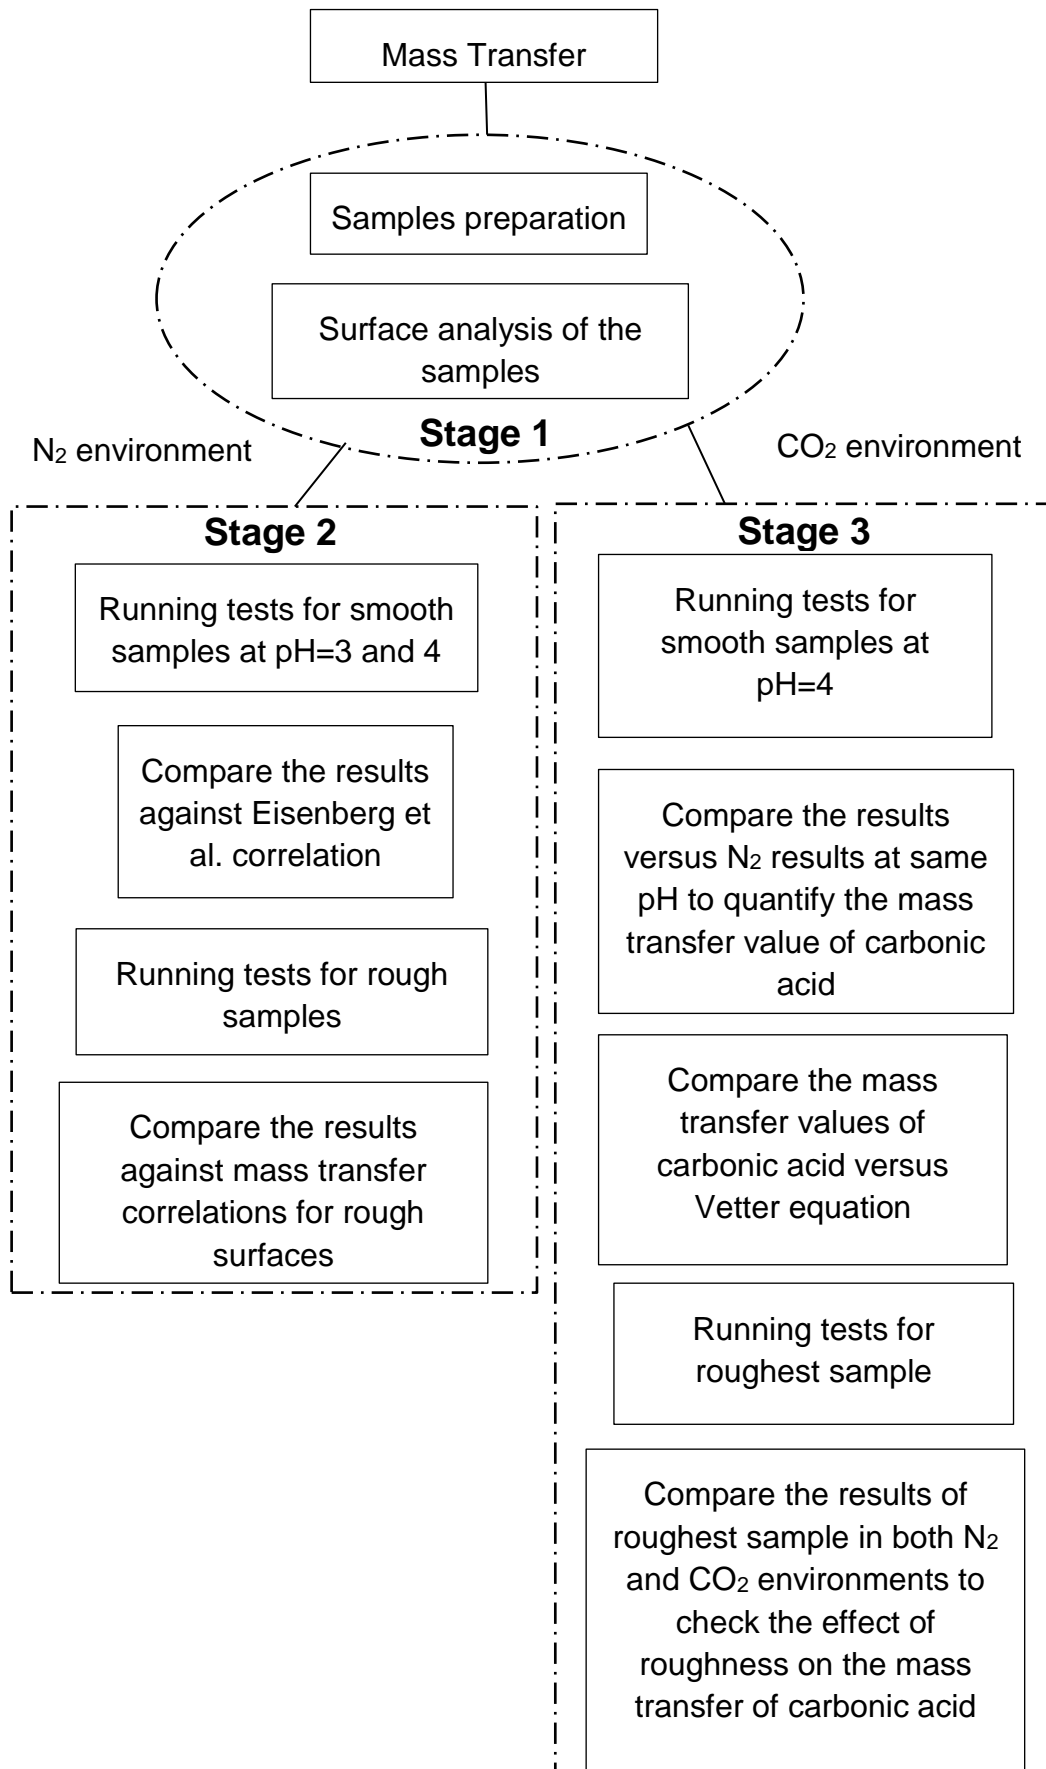 Mass Transfer
Samples preparation
Surface analysis of the
samples
Stage 1
N₂ environment
CO₂ environment
Stage 2
Running tests for smooth
samples at pH=3 and 4
Compare the results
against Eisenberg et
al. correlation
Running tests for rough
samples
Compare the results
against mass transfer
correlations for rough
surfaces
Stage 3
Running tests for
smooth samples at
pH=4
Compare the results
versus N₂ results at same
pH to quantify the mass
transfer value of carbonic
acid
Compare the mass
transfer values of
carbonic acid versus
Vetter equation
Running tests for
roughest sample
Compare the results of
roughest sample in both N₂
and CO₂ environments to
check the effect of
roughness on the mass
transfer of carbonic acid